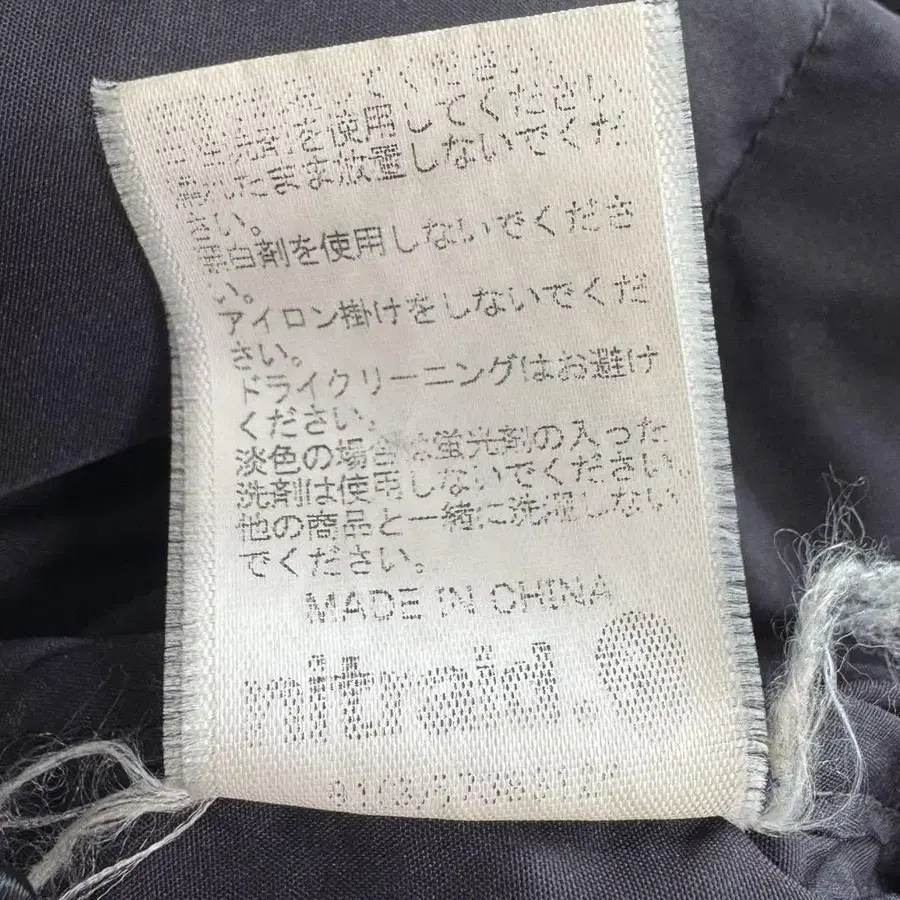 てください。
洗剤を使用してください
したまま放置しないでくだ
さい。
白剤を使用しないでくださ
い。
アイロン掛けをしないでくだ
さい。
ドライクリーニングはお避け
ください。
淡色の場合は蛍光剤の入った
洗剤は使用しないでください。
他の商品と一緒に洗濯しない
でください。
MADE IN CHINA
nitraid.